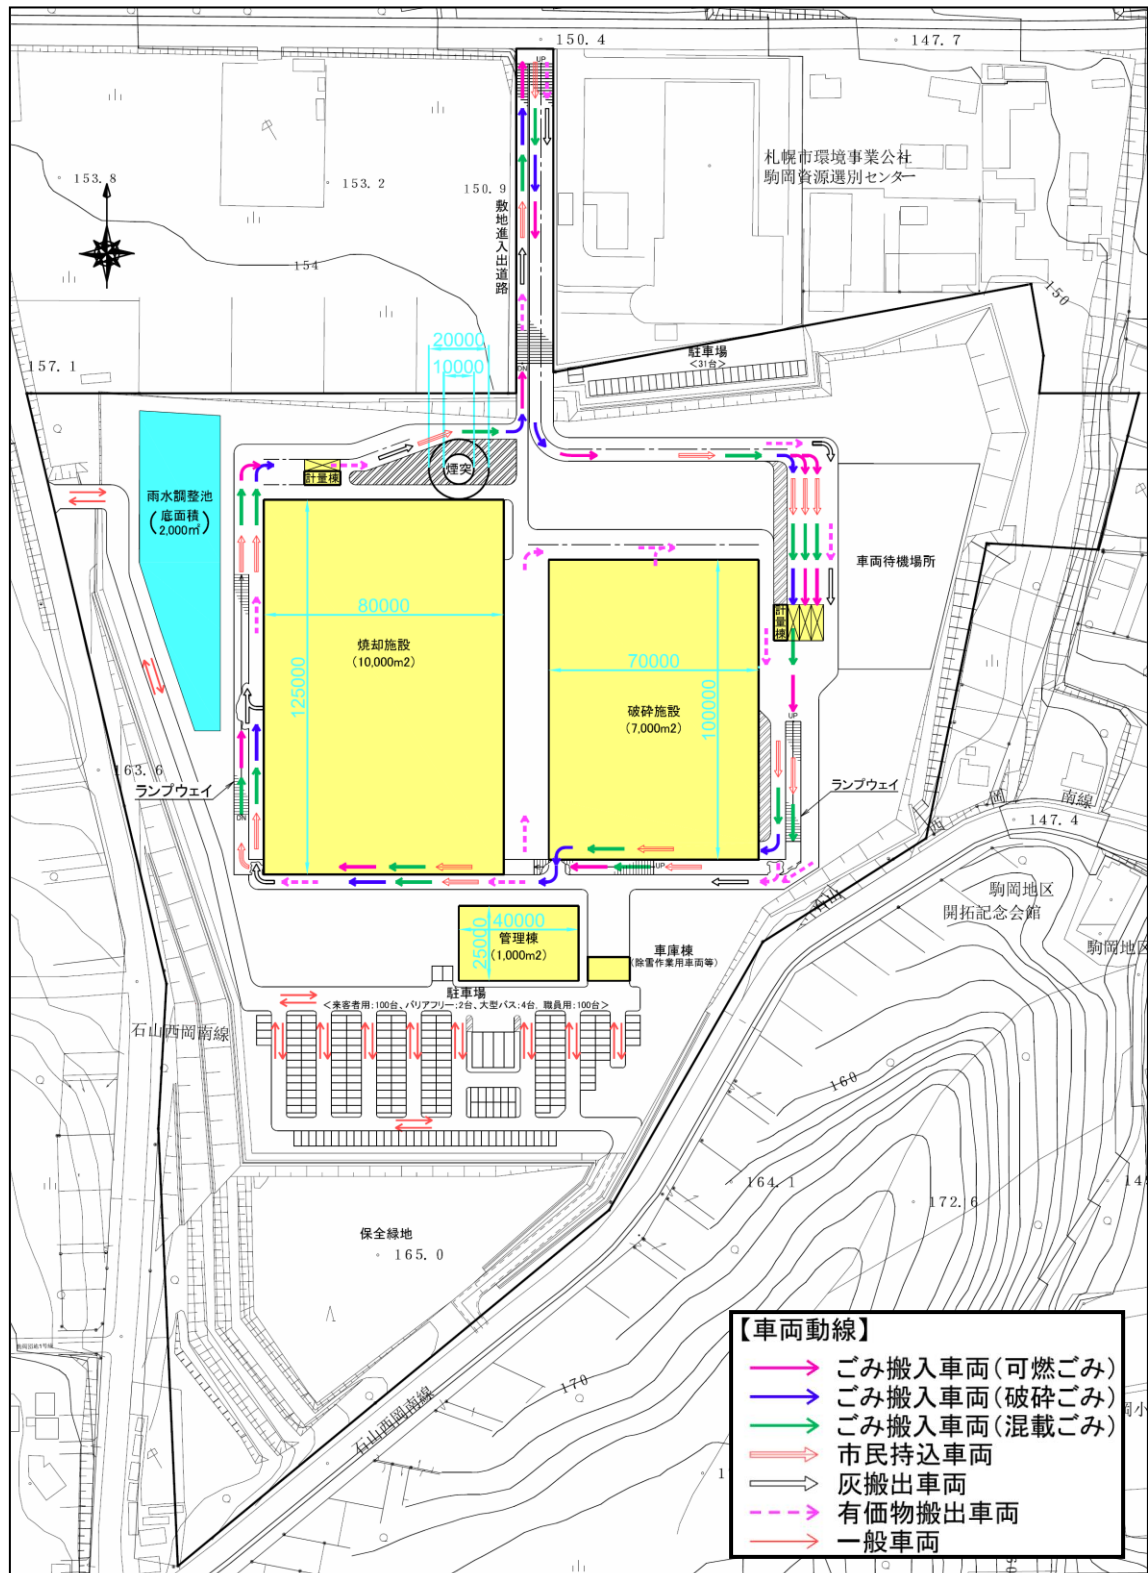 150.4
147.7
UP
札幌市環境事業公社
駒岡資源選別センター
153.8
153.2
150.9
敷地進入出道路
154
150
20000
10000
157.1
DN
駐車場
<31台>
煙突
計量棟
雨水調整池
底面積
2,000㎡
車両待機場所
80000
焼却施設
(10,000m2)
125000
計量棟
70000
破砕施設
(7,000m2)
100000
UP
163.6
ランプウェイ
DN
ランプウェイ
南線
岡
西
石山
147.4
UP
駒岡地区
開拓記念会館
駒岡地区
40000
25000
管理棟
(1,000m2)
車庫棟
(除雪作業用車両等)
駐車場
<来客者用:100台、バリアフリー:2台、大型バス:4台、職員用:100台>
石山西岡南線
160
164.1
172.6
保全緑地
165.0
170
石山西岡南線
【車両動線】
ごみ搬入車両(可燃ごみ)
ごみ搬入車両(破砕ごみ)
ごみ搬入車両(混載ごみ)
市民持込車両
灰搬出車両
有価物搬出車両
一般車両